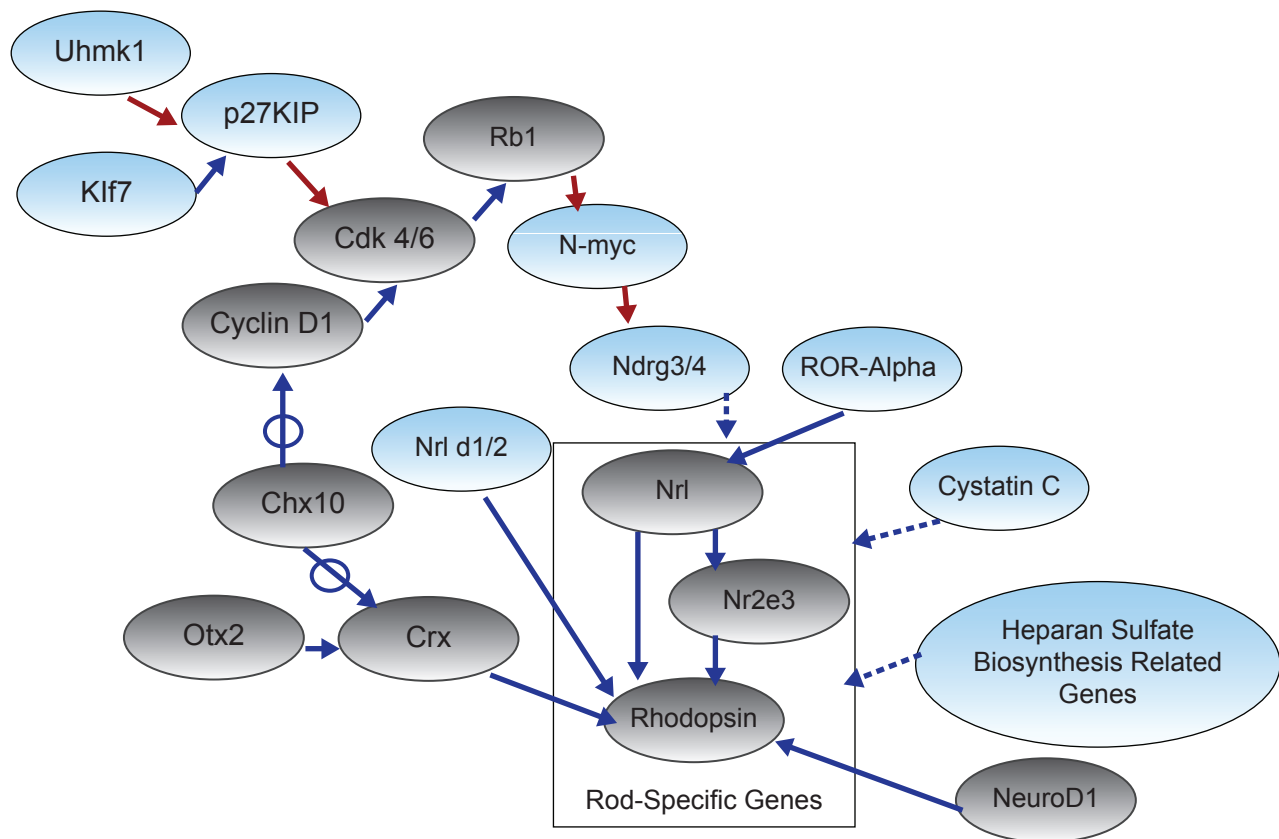 Uhmk1
p27KIP
Rb1
Klf7
Cdk 4/6
N-myc
Cyclin D1
Ndrg3/4
ROR-Alpha
Nrl d1/2
Nrl
Cystatin C
Chx10
Nr2e3
Otx2
Crx
Heparan Sulfate
Biosynthesis Related
Genes
Rhodopsin
Rod-Specific Genes
NeuroD1